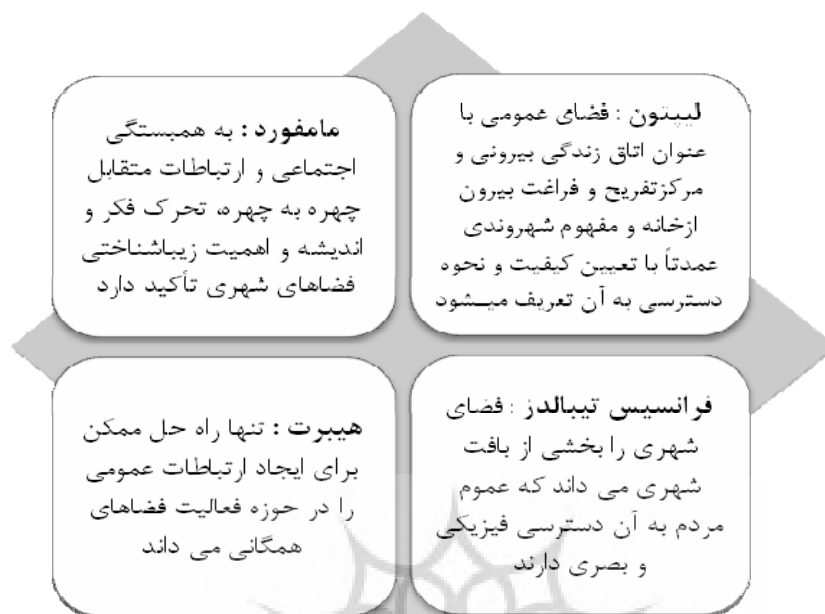 لیپتون : فضای عمومی با
عنوان اتاق زندگی بیرونی و
مرکزتفریح و فراغت بیرون
ازخانه و مفهوم شهروندی
عمدتاً با تعیین کیفیت و نحوه
دسترسی به آن تعریف میشود
مامفورد : به همبستگی
اجتماعی و ارتباطات متقابل
چهره به چهره، تحرک فکر و
اندیشه و اهمیت زیباشناختی
فضاهای شهری تأکید دارد
فرانسیس تیبالدز : فضای
شهری را بخشی از بافت
شهری می داند که عموم
مردم به آن دسترسی فیزیکی
و بصری دارند
هیبرت : تنها راه حل ممکن
برای ایجاد ارتباطات عمومی
را در حوزه فعالیت فضاهای
همگانی می داند